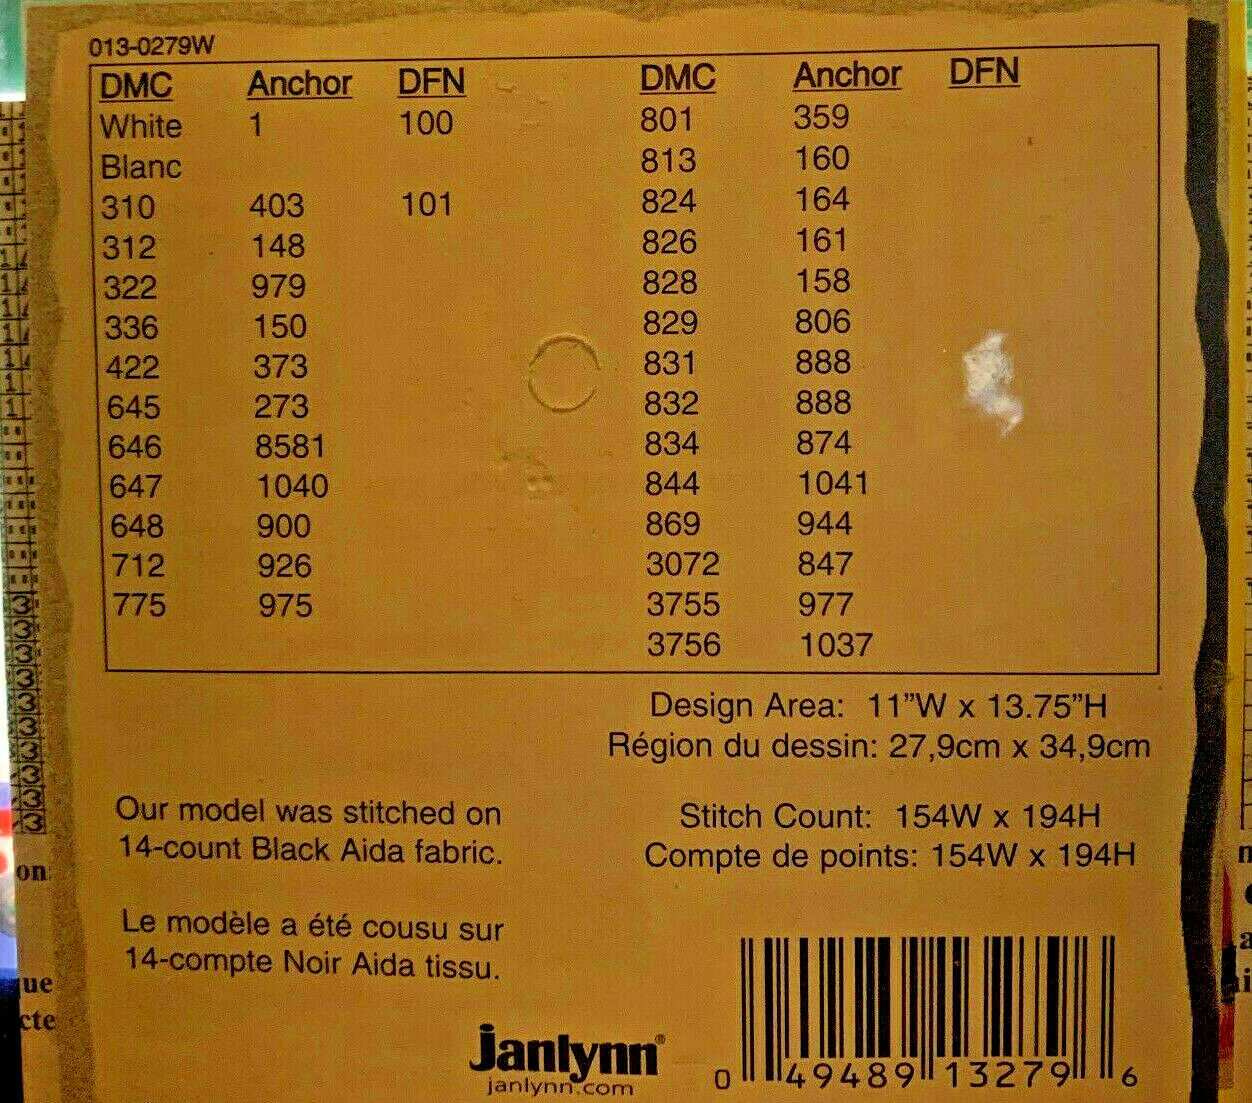 013-0279W
DMC Anchor DFN
White 1 100
Blanc
310 403 101
312 148
322 979
336 150
422 373
645 273
646 8581
647 1040
648 900
712 926
775 975
DMC Anchor DFN
801 359
813 160
824 164
826 161
828 158
829 806
831 888
832 888
834 874
844 1041
869 944
3072 847
3755 977
3756 1037
Design Area: 11”W x 13.75”H
Région du dessin: 27,9cm x 34,9cm
Our model was stitched on
14-count Black Aida fabric.
Stitch Count: 154W x 194H
Compte de points: 154W x 194H
Le modèle a été cousu sur
14-compte Noir Aida tissu.
janlynn®
janlynn.com
0 49489 13279 6
on
ue
cte